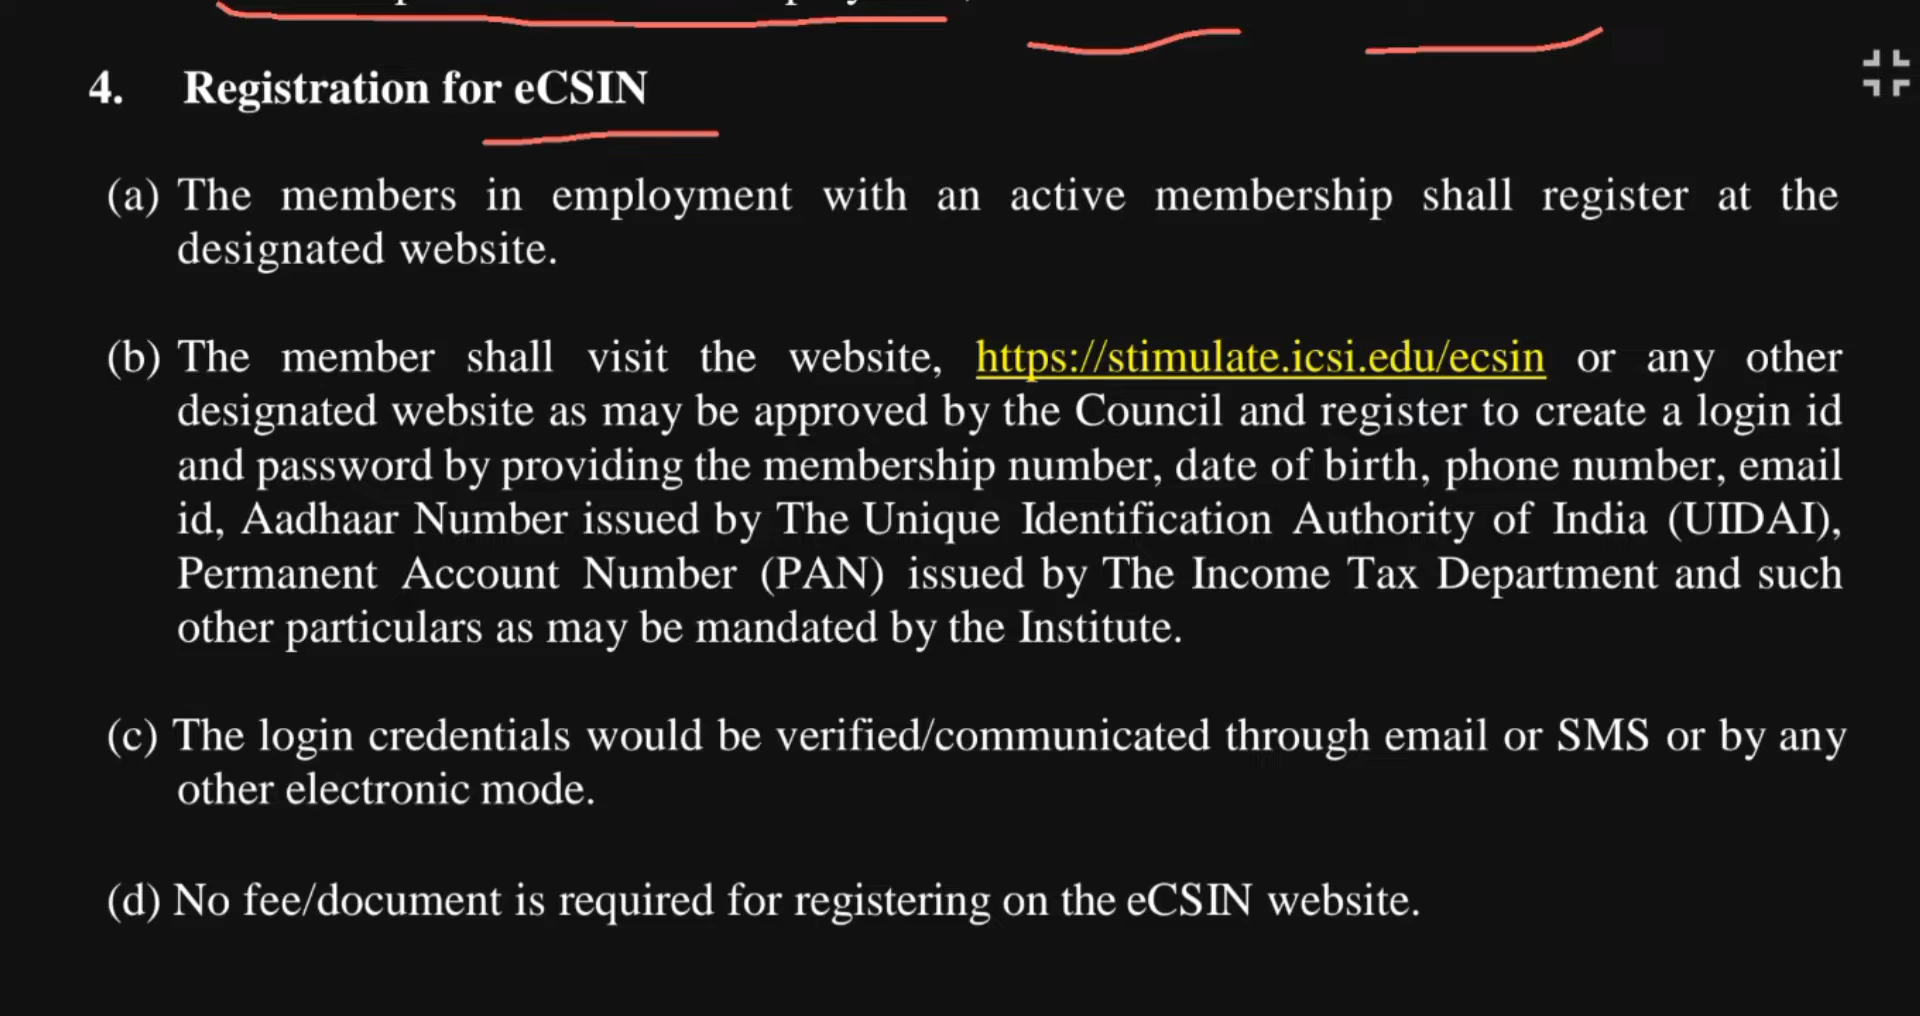 4. Registration for eCSIN
(a) The members in employment with an active membership shall register at the
designated website.
(b) The member shall visit the website, https://stimulate.icsi.edu/ecsin or any other
designated website as may be approved by the Council and register to create a login id
and password by providing the membership number, date of birth, phone number, email
id, Aadhaar Number issued by The Unique Identification Authority of India (UIDAI),
Permanent Account Number (PAN) issued by The Income Tax Department and such
other particulars as may be mandated by the Institute.
(c) The login credentials would be verified/communicated through email or SMS or by any
other electronic mode.
(d) No fee/document is required for registering on the eCSIN website.